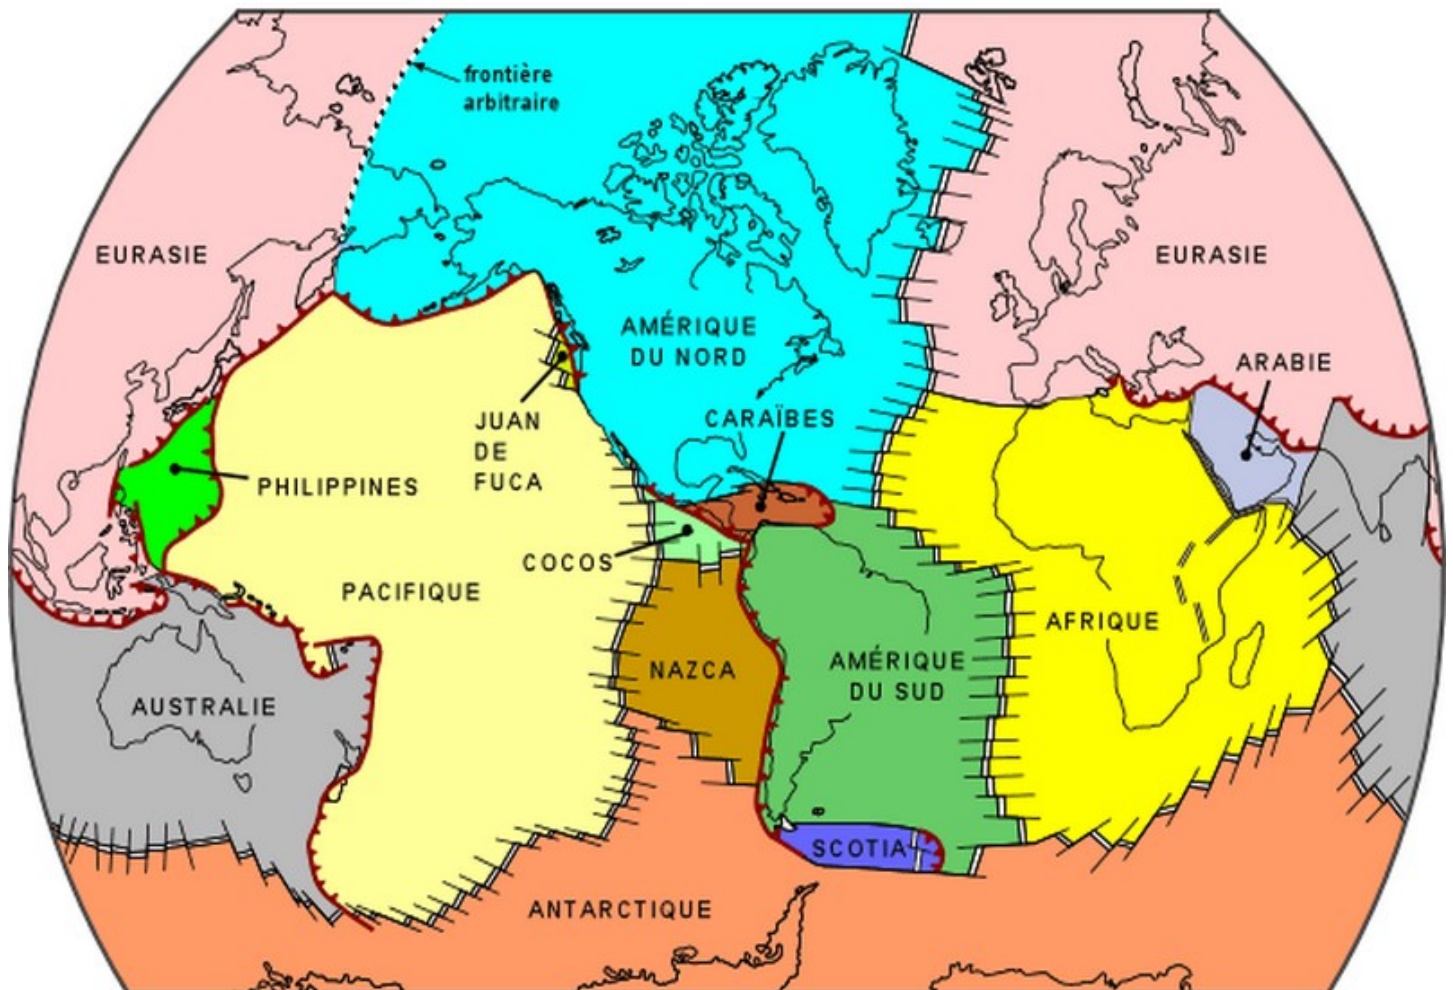 frontière
arbitraire
EURASIE
EURASIE
AMÉRIQUE
DU NORD
ARABIE
JUAN
DE
FUCA
CARAÏBES
PHILIPPINES
COCOS
PACIFIQUE
AFRIQUE
NAZCA
AMÉRIQUE
DU SUD
AUSTRALIE
SCOTIA
ANTARCTIQUE